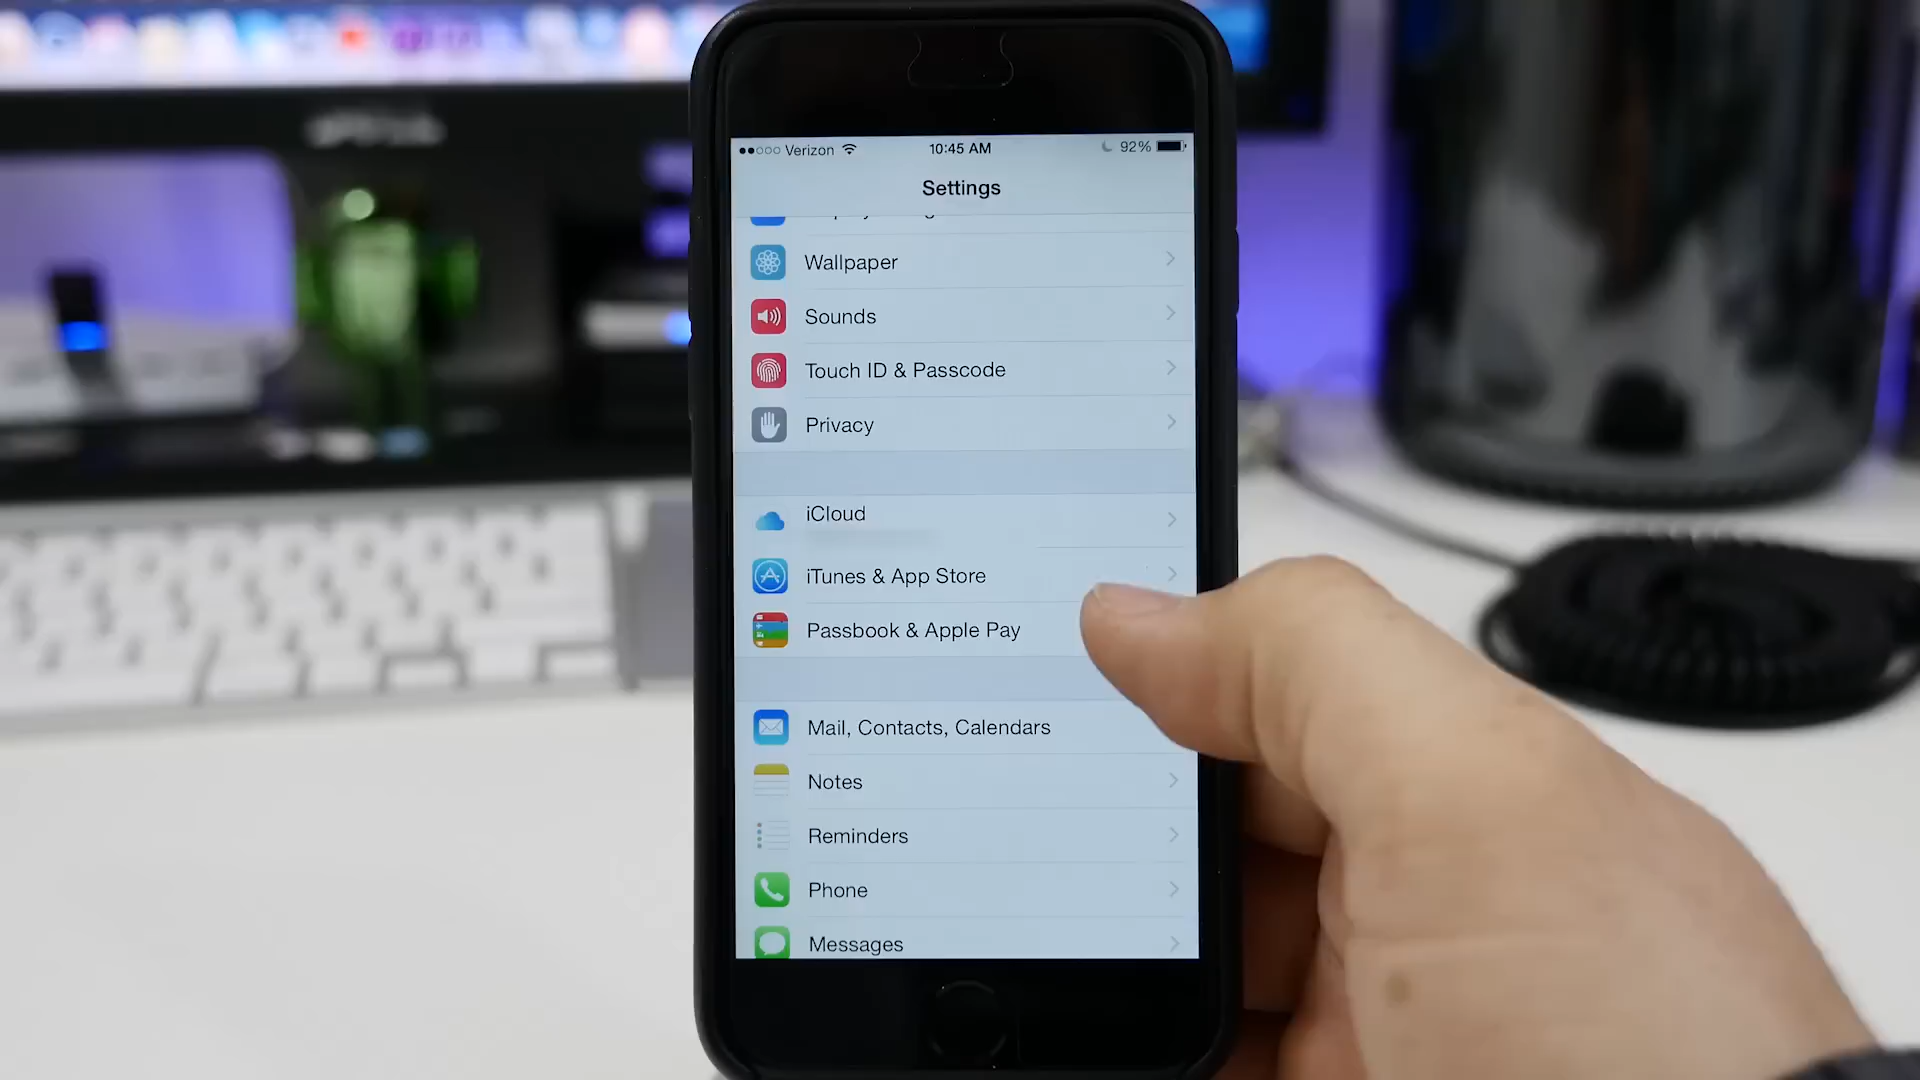 Verizon 10:45 AM 92%
Settings
Wallpaper
Sounds
Touch ID & Passcode
Privacy
iCloud
iTunes & App Store
Passbook & Apple Pay
Mail, Contacts, Calendars
Notes
Reminders
Phone
Messages